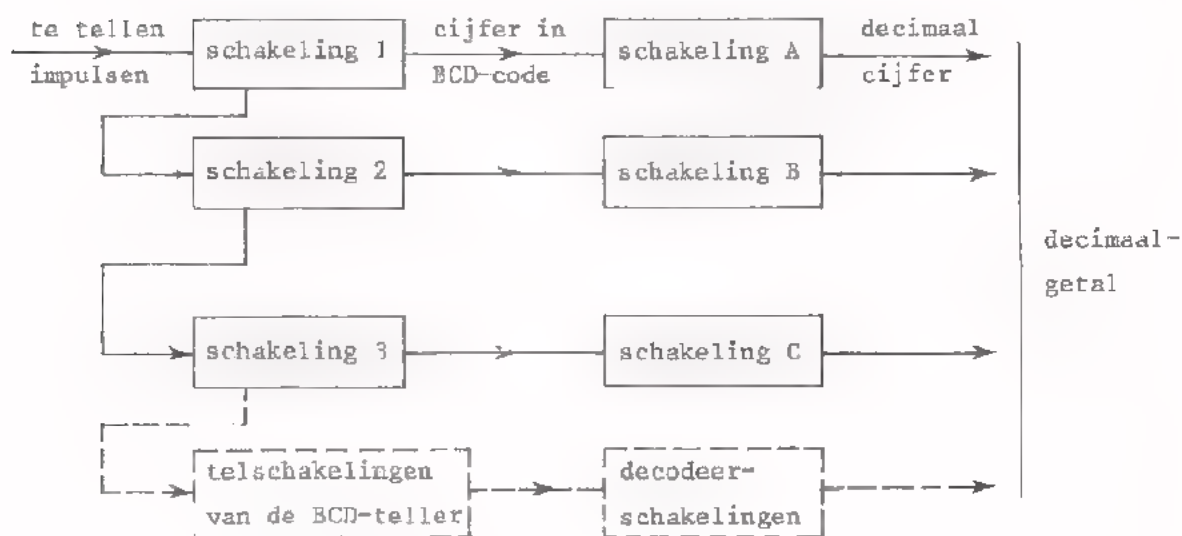 te tellen
impulsen
schakeling 1
cijfer in
BCD-code
schakeling A
decimaal
cijfer
schakeling 2
schakeling B
decimaal-
getal
schakeling 3
schakeling C
telschakelingen
van de BCD-teller
decodeer-
schakelingen